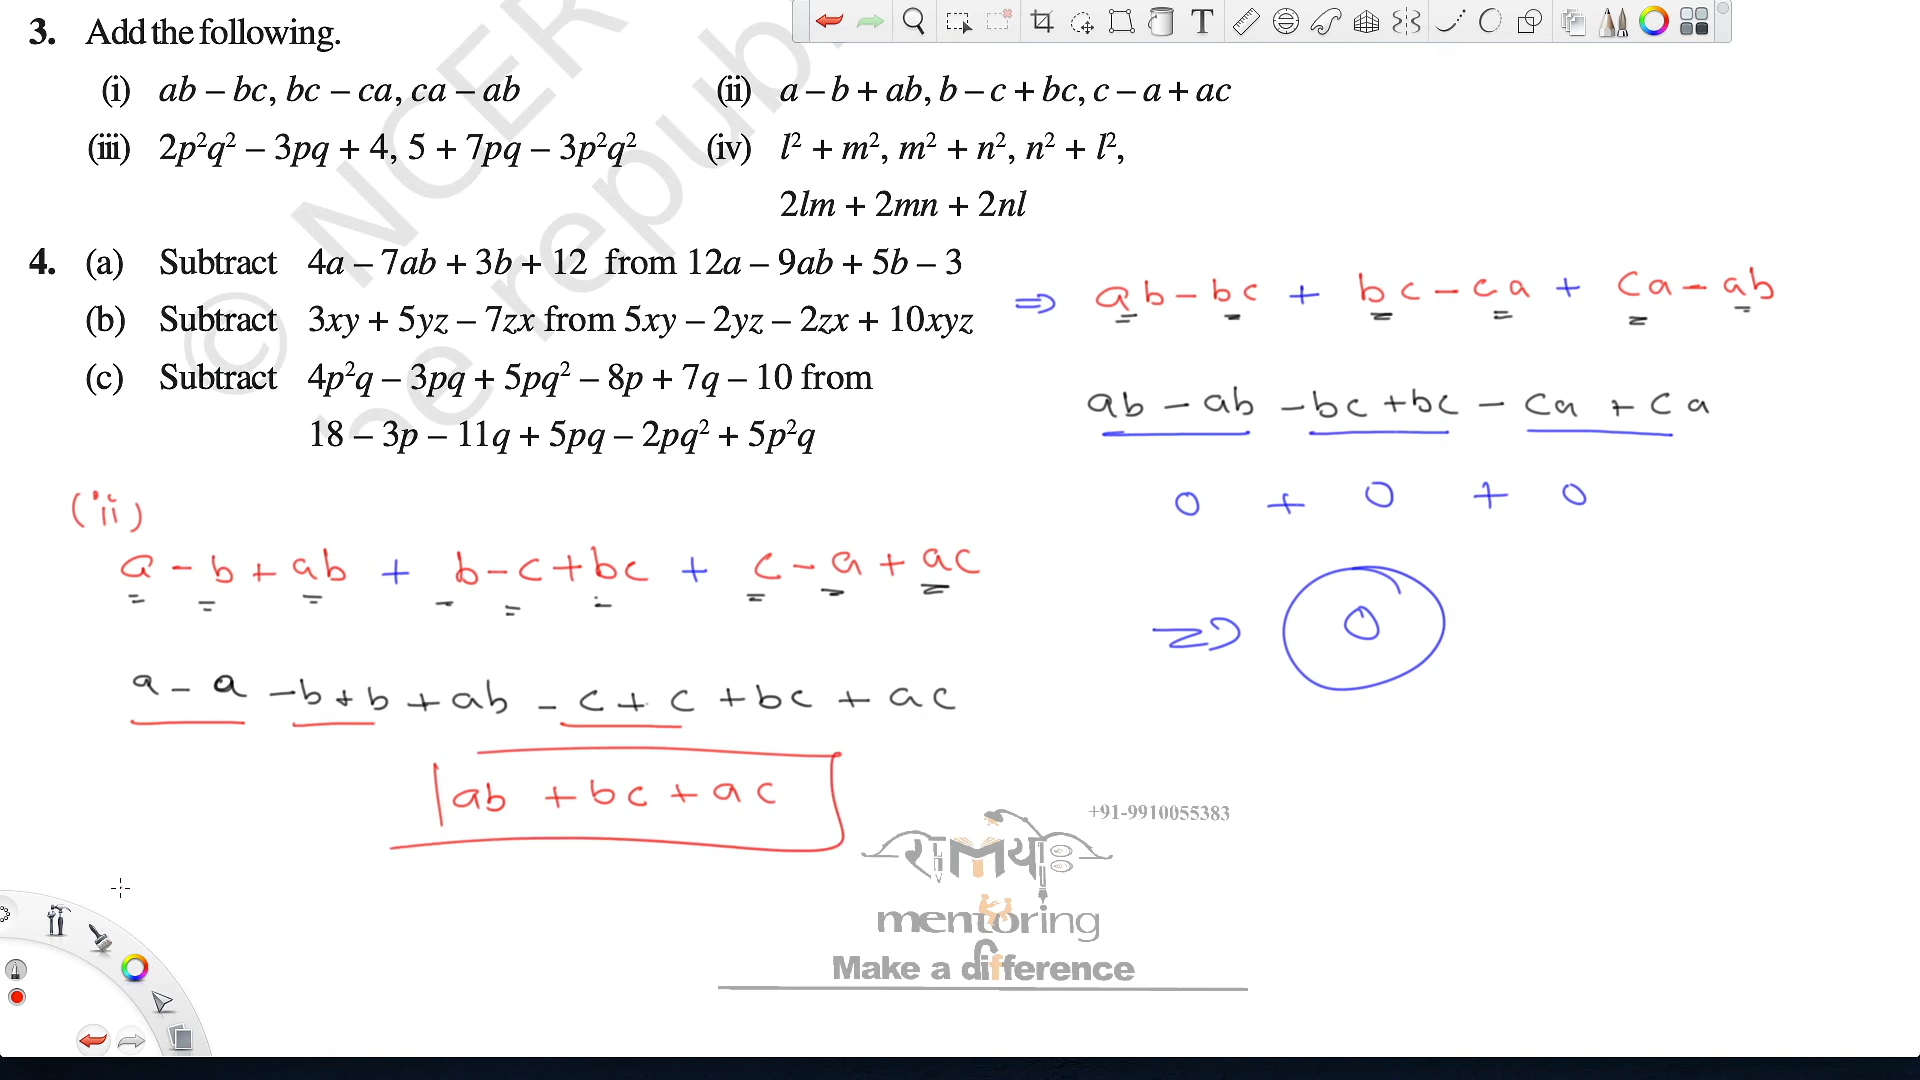 3. Add the following.
(i) ab – bc, bc – ca, ca – ab (ii) a – b + ab, b – c + bc, c – a + ac
(iii) 2p²q² – 3pq + 4, 5 + 7pq – 3p²q² (iv) l² + m², m² + n², n² + l²,
2lm + 2mn + 2nl
4. (a) Subtract 4a – 7ab + 3b + 12 from 12a – 9ab + 5b – 3
(b) Subtract 3xy + 5yz – 7zx from 5xy – 2yz – 2zx + 10xyz
(c) Subtract 4p²q – 3pq + 5pq² – 8p + 7q – 10 from
18 – 3p – 11q + 5pq – 2pq² + 5p²q
© NCER
be repub
⇒ ab – bc + bc – ca + ca – ab
ab – ab – bc + bc – ca + ca
0 + 0 + 0
⇒ 0
(ii)
a – b + ab + b – c + bc + c – a + ac
a – a – b + b + ab – c + c + bc + ac
ab + bc + ac
+91-9910055383
mentoring
Make a difference